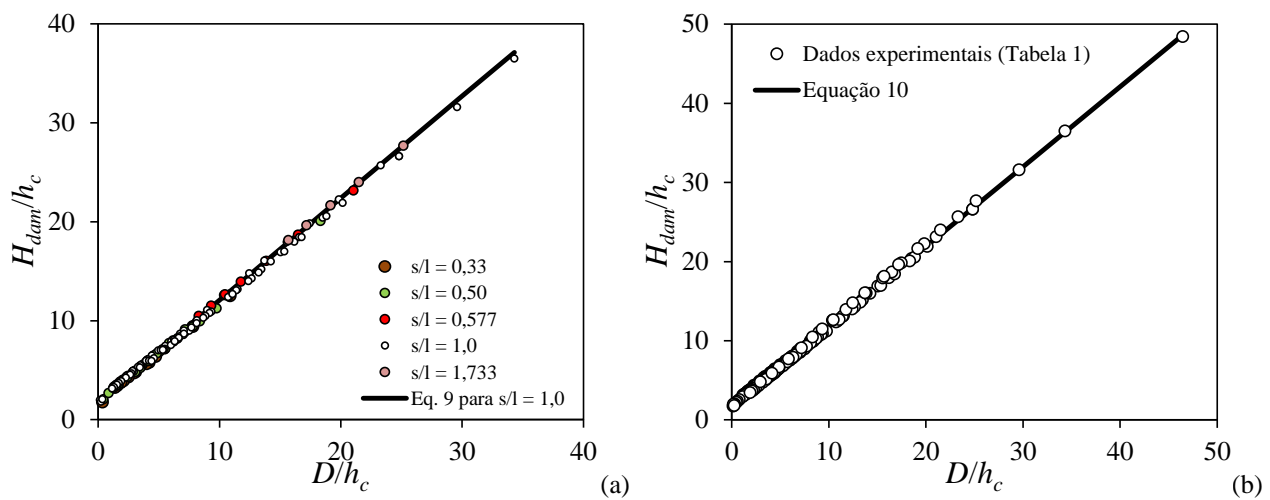 40
30
20
10
0
0
10
20
30
40
H_dam/h_c
D/h_c
s/l = 0,33
s/l = 0,50
s/l = 0,577
s/l = 1,0
s/l = 1,733
Eq. 9 para s/l = 1,0
(a)
50
40
30
20
10
0
0
10
20
30
40
50
H_dam/h_c
D/h_c
Dados experimentais (Tabela 1)
Equação 10
(b)